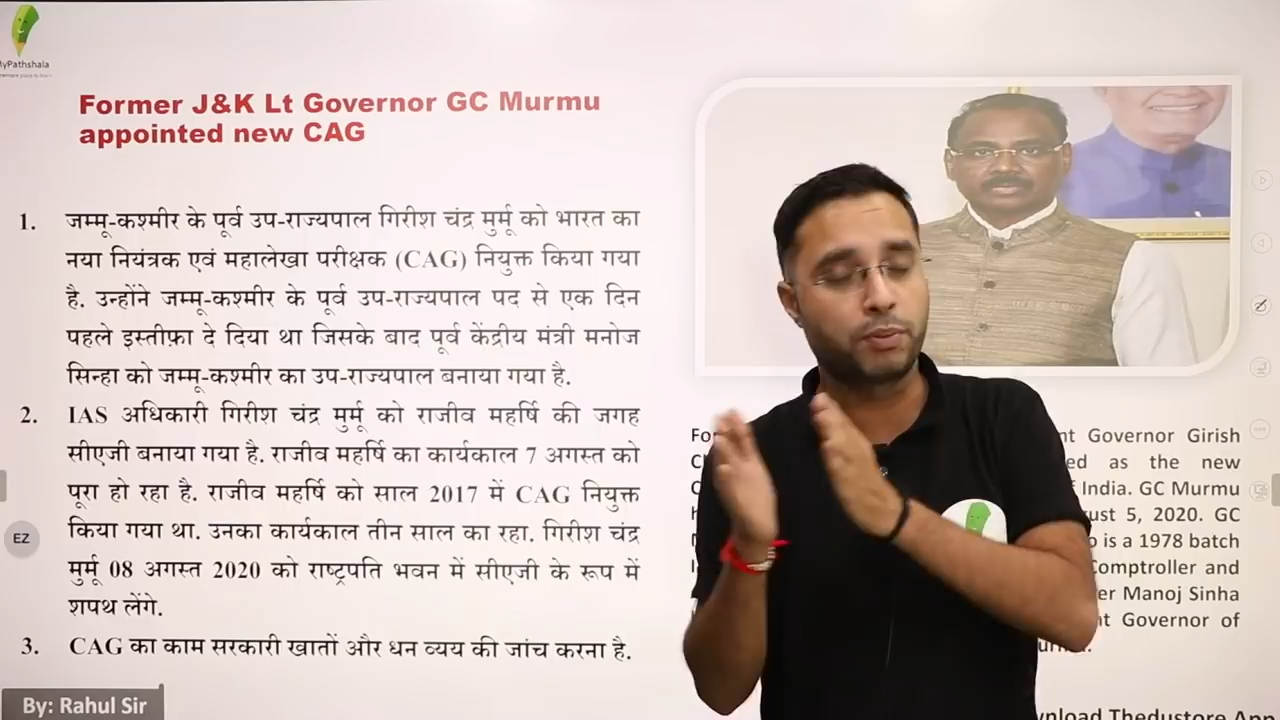 MyPathshala
Former J&K Lt Governor GC Murmu
appointed new CAG
1. जम्मू-कश्मीर के पूर्व उप-राज्यपाल गिरीश चंद्र मुर्मू को भारत का
नया नियंत्रक एवं महालेखा परीक्षक (CAG) नियुक्त किया गया
है. उन्होंने जम्मू-कश्मीर के पूर्व उप-राज्यपाल पद से एक दिन
पहले इस्तीफ़ा दे दिया था जिसके बाद पूर्व केंद्रीय मंत्री मनोज
सिन्हा को जम्मू-कश्मीर का उप-राज्यपाल बनाया गया है.
2. IAS अधिकारी गिरीश चंद्र मुर्मू को राजीव महर्षि की जगह
सीएजी बनाया गया है. राजीव महर्षि का कार्यकाल 7 अगस्त को
पूरा हो रहा है. राजीव महर्षि को साल 2017 में CAG नियुक्त
किया गया था. उनका कार्यकाल तीन साल का रहा. गिरीश चंद्र
मुर्मू 08 अगस्त 2020 को राष्ट्रपति भवन में सीएजी के रूप में
शपथ लेंगे.
3. CAG का काम सरकारी खातों और धन व्यय की जांच करना है.
EZ
By: Rahul Sir
Governor Girish
as the new
India. GC Murmu
5, 2020. GC
is a 1978 batch
Comptroller and
Manoj Sinha
Governor of
Thedustore App